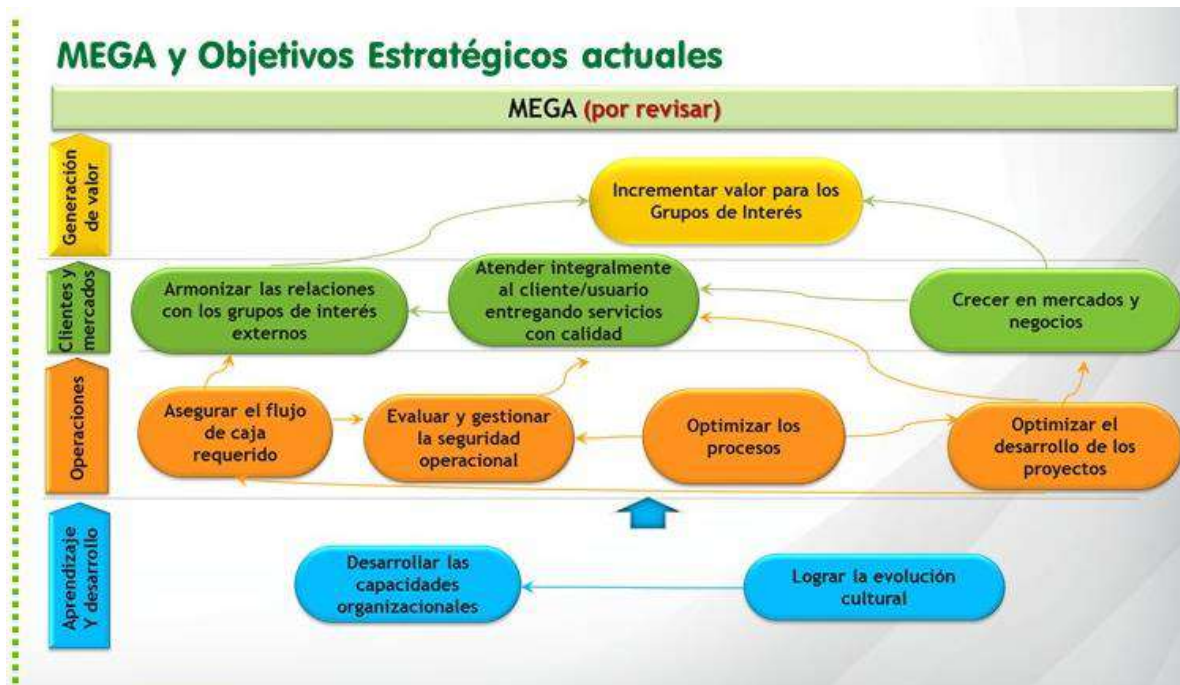 MEGA y Objetivos Estratégicos actuales
MEGA (por revisar)
Generación
de valor
Incrementar valor para los
Grupos de Interés
Clientes y
mercados
Armonizar las relaciones
con los grupos de interés
externos
Atender integralmente
al cliente/usuario
entregando servicios
con calidad
Crecer en mercados y
negocios
Operaciones
Asegurar el flujo
de caja
requerido
Evaluar y gestionar
la seguridad
operacional
Optimizar los
procesos
Optimizar el
desarrollo de los
proyectos
Aprendizaje
Y desarrollo
Desarrollar las
capacidades
organizacionales
Lograr la evolución
cultural